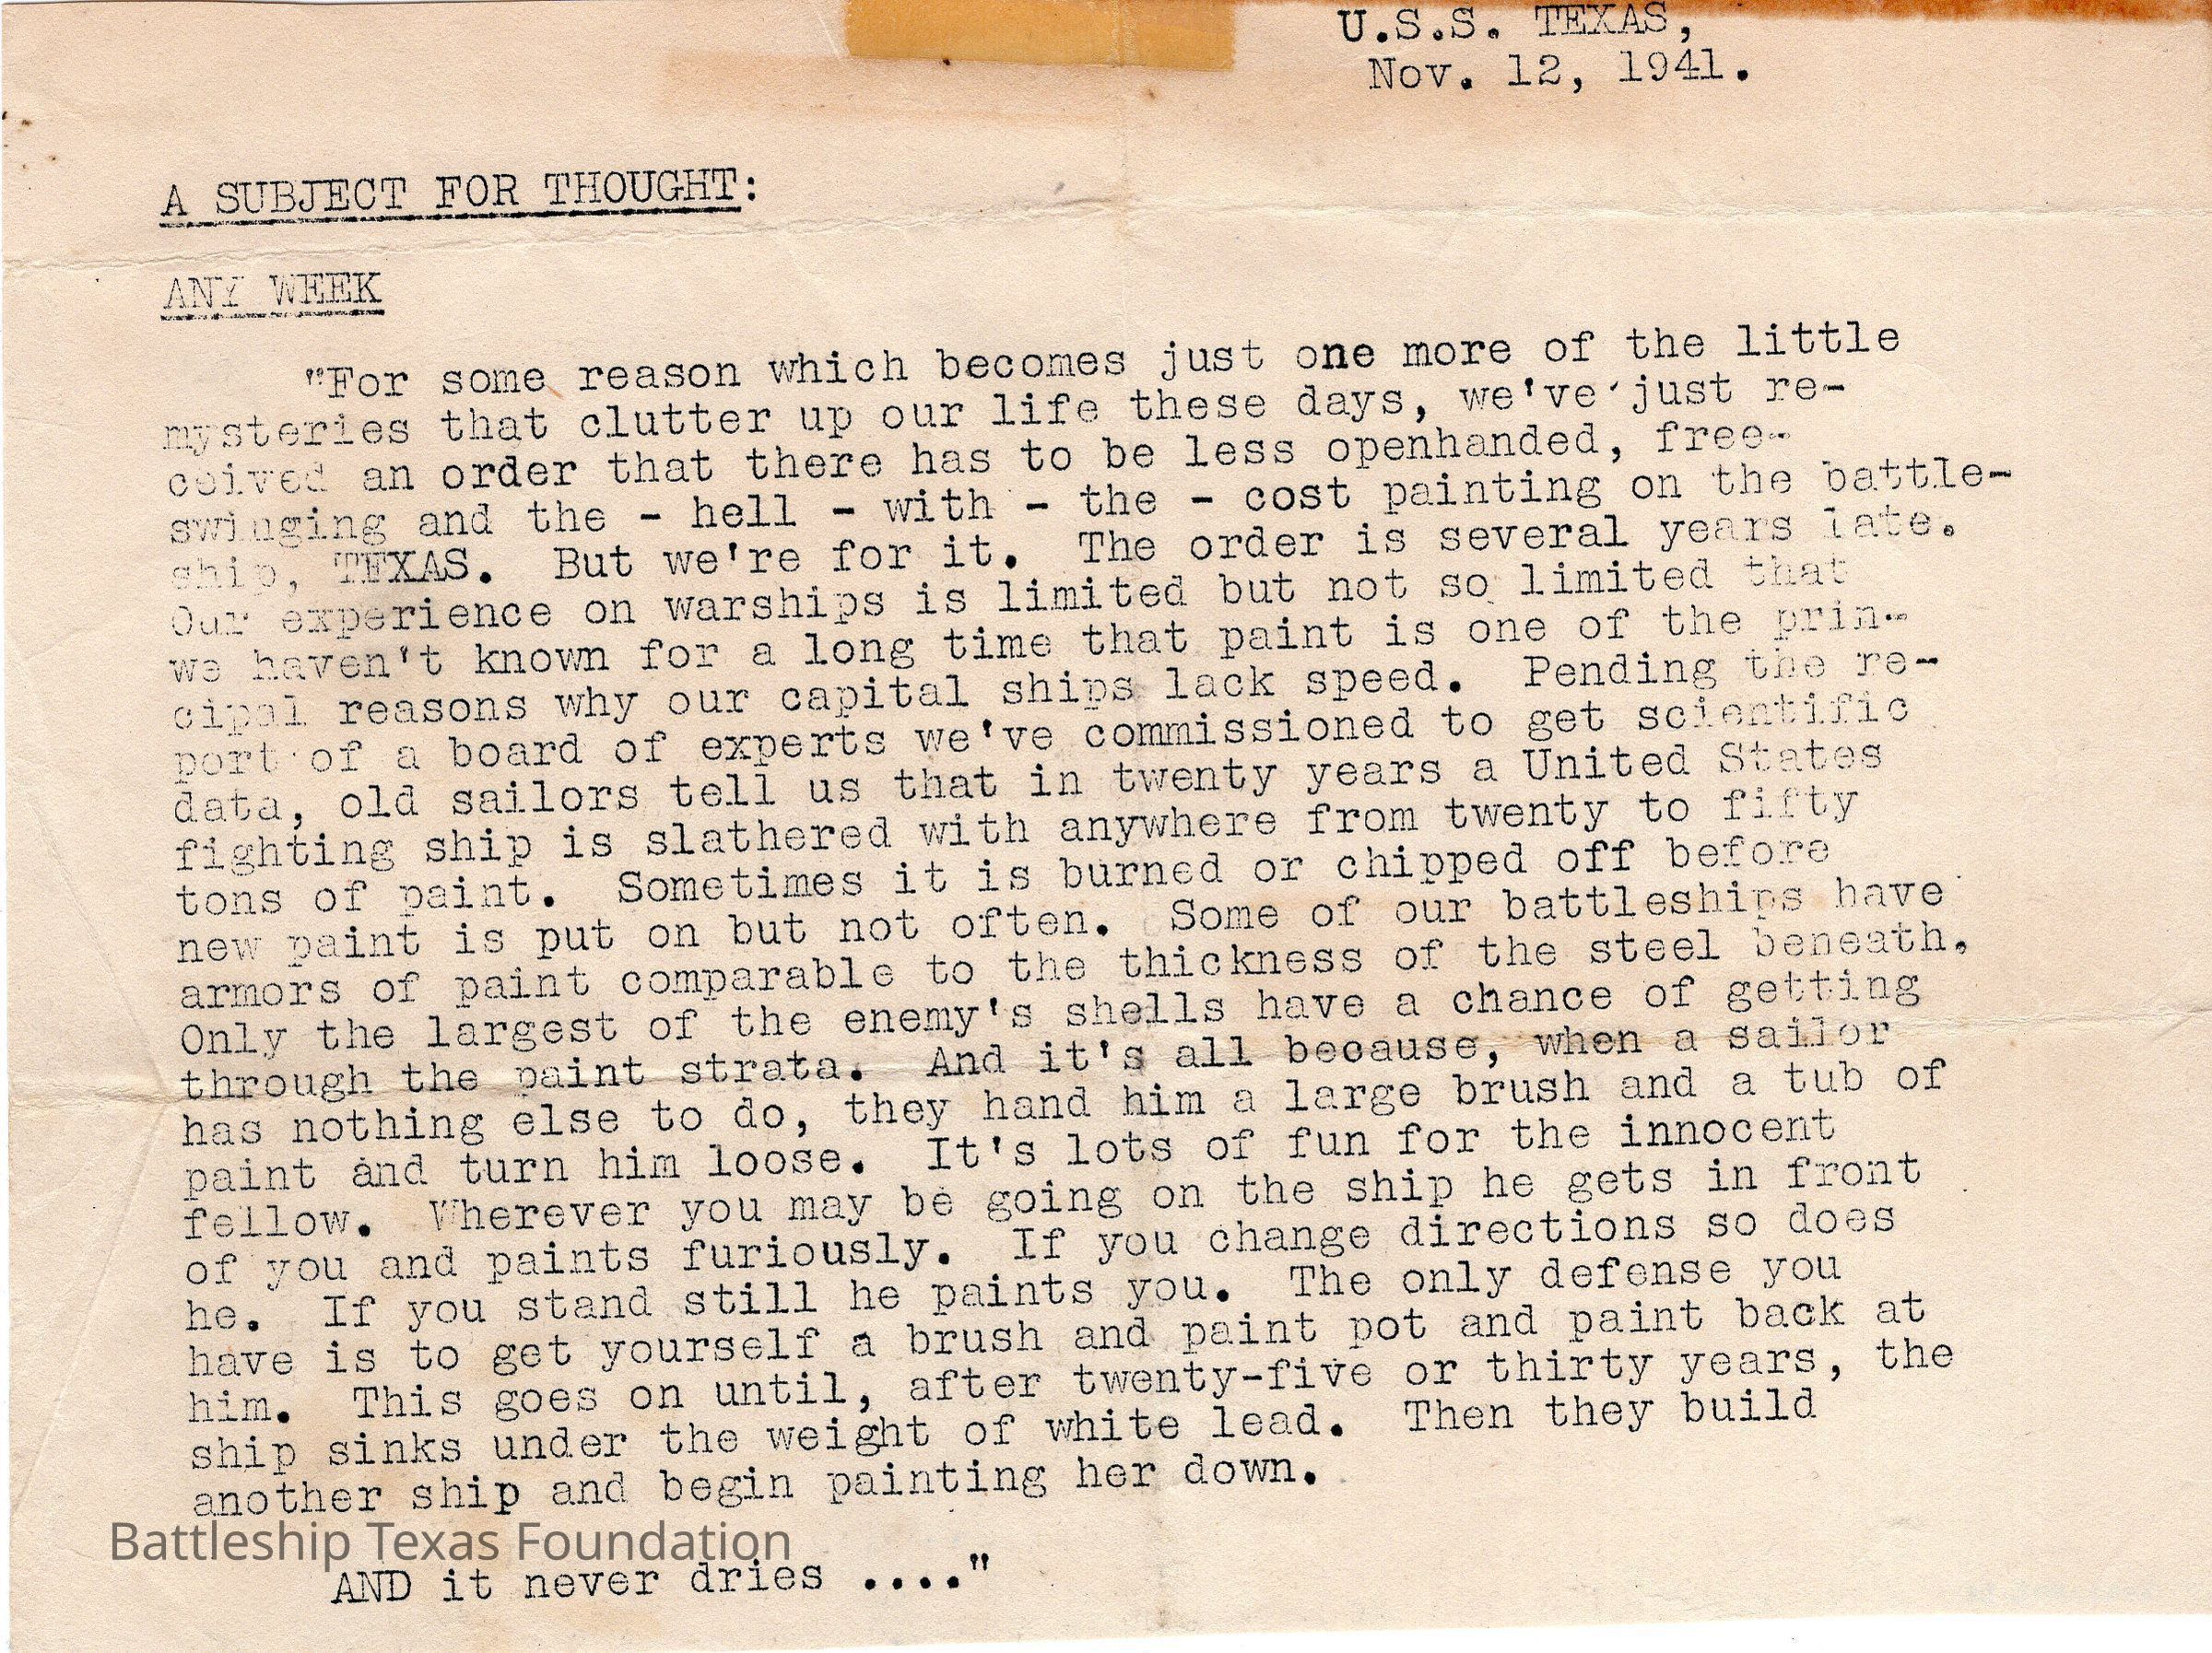 U.S.S. TEXAS,
Nov. 12, 1941.
A SUBJECT FOR THOUGHT:
ANY WEEK
"For some reason which becomes just one more of the little
mysteries that clutter up our life these days, we've just re-
ceived an order that there has to be less openhanded, free-
swinging and the - hell - with - the - cost painting on the battle-
ship, TEXAS. But we're for it. The order is several years late.
Our experience on warships is limited but not so limited that
we haven't known for a long time that paint is one of the prin-
cipal reasons why our capital ships lack speed. Pending the re-
port of a board of experts we've commissioned to get scientific
data, old sailors tell us that in twenty years a United States
fighting ship is slathered with anywhere from twenty to fifty
tons of paint. Sometimes it is burned or chipped off before
new paint is put on but not often. Some of our battleships have
armors of paint comparable to the thickness of the steel beneath.
Only the largest of the enemy's shells have a chance of getting
through the paint strata. And it's all because, when a sailor
has nothing else to do, they hand him a large brush and a tub of
paint and turn him loose. It's lots of fun for the innocent
fellow. Wherever you may be going on the ship he gets in front
of you and paints furiously. If you change directions so does
he. If you stand still he paints you. The only defense you
have is to get yourself a brush and paint pot and paint back at
him. This goes on until, after twenty-five or thirty years, the
ship sinks under the weight of white lead. Then they build
another ship and begin painting her down.
Battleship Texas Foundation
AND it never dries ...."